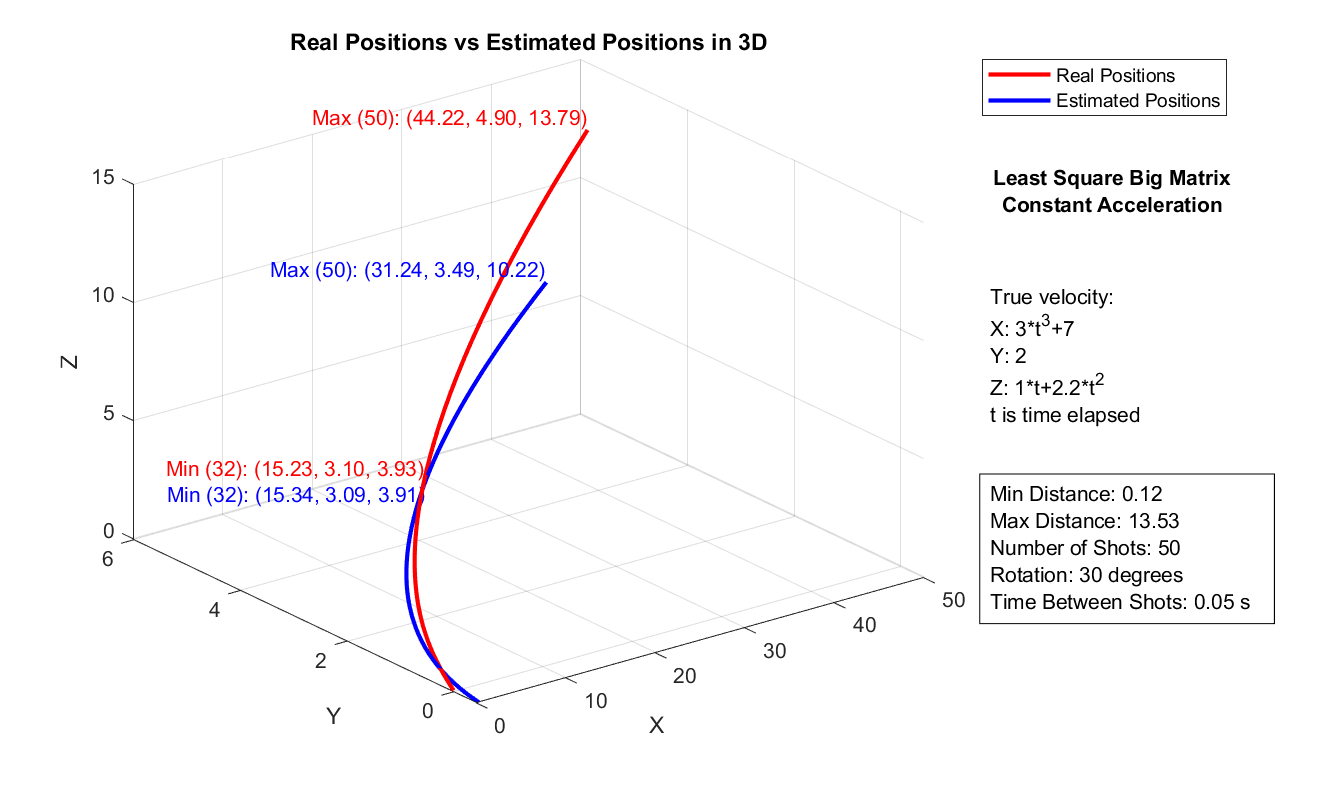 Real Positions vs Estimated Positions in 3D
Real Positions
Estimated Positions
Max (50): (44.22, 4.90, 13.79)
Max (50): (31.24, 3.49, 10.22)
Min (32): (15.23, 3.10, 3.93)
Min (32): (15.34, 3.09, 3.91)
15
10
5
0
Z
6
4
2
0
Y
0
10
20
30
40
50
X
Least Square Big Matrix
Constant Acceleration
True velocity:
X: 3*t³+7
Y: 2
Z: 1*t+2.2*t²
t is time elapsed
Min Distance: 0.12
Max Distance: 13.53
Number of Shots: 50
Rotation: 30 degrees
Time Between Shots: 0.05 s